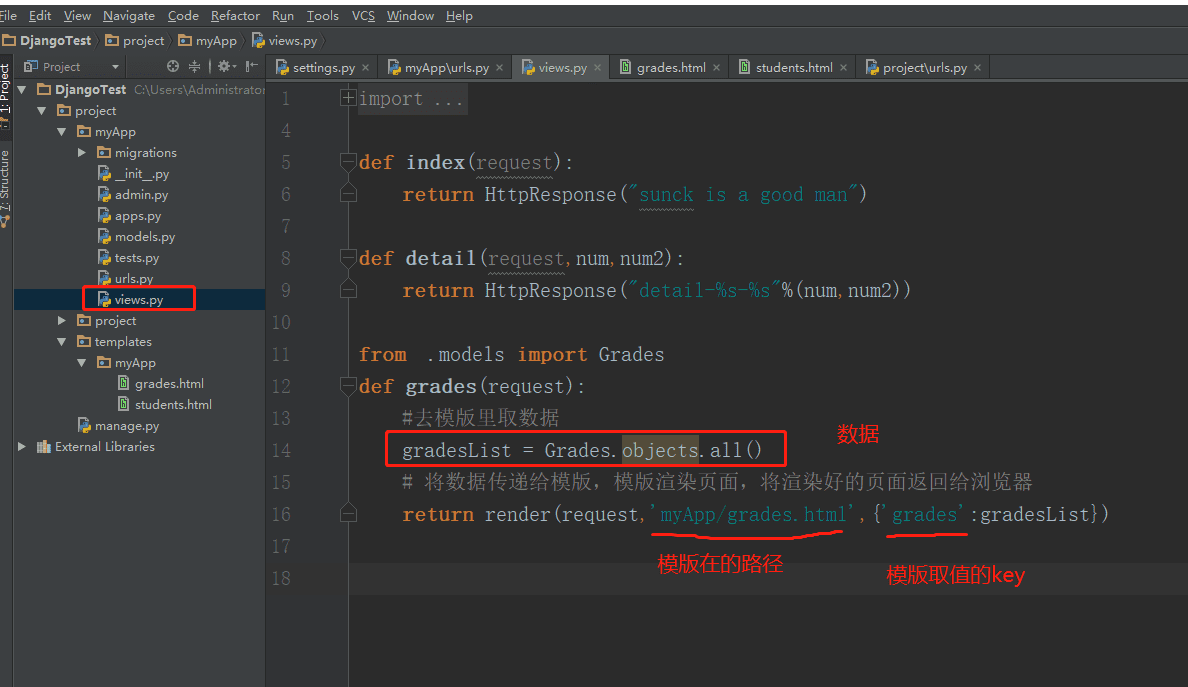 File Edit View Navigate Code Refactor Run Tools VCS Window Help
DjangoTest project myApp views.py
Project
settings.py × myApp\urls.py × views.py × grades.html × students.html × project\urls.py ×
1: Project
7: Structure
DjangoTest C:\Users\Administrator
project
myApp
migrations
__init__.py
admin.py
apps.py
models.py
tests.py
urls.py
views.py
project
templates
myApp
grades.html
students.html
manage.py
External Libraries
1 import ...
4
5 def index(request):
6 return HttpResponse("sunck is a good man")
7
8 def detail(request,num,num2):
9 return HttpResponse("detail-%s-%s"%(num,num2))
10
11 from .models import Grades
12 def grades(request):
13 #去模版里取数据
14 gradesList = Grades.objects.all() 数据
15 # 将数据传递给模版，模版渲染页面，将渲染好的页面返回给浏览器
16 return render(request,'myApp/grades.html',{'grades':gradesList})
17
模版在的路径
模版取值的key
18